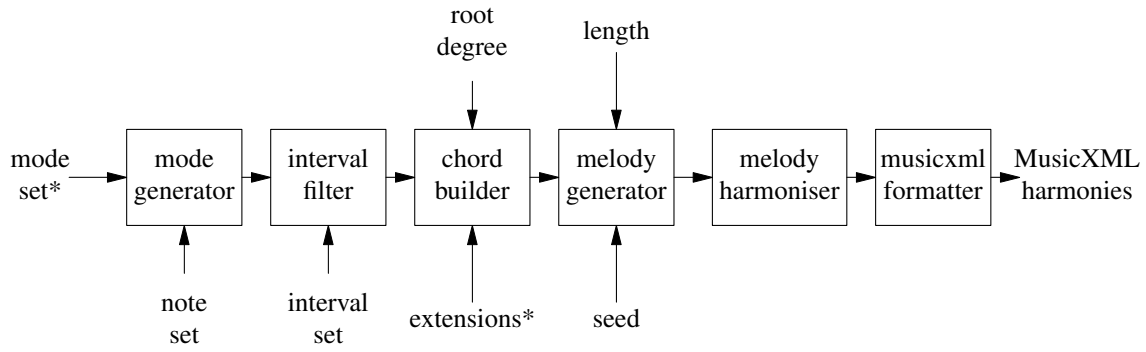 root
degree
length
mode
set*
mode
generator
interval
filter
chord
builder
melody
generator
melody
harmoniser
musicxml
formatter
MusicXML
harmonies
note
set
interval
set
extensions*
seed